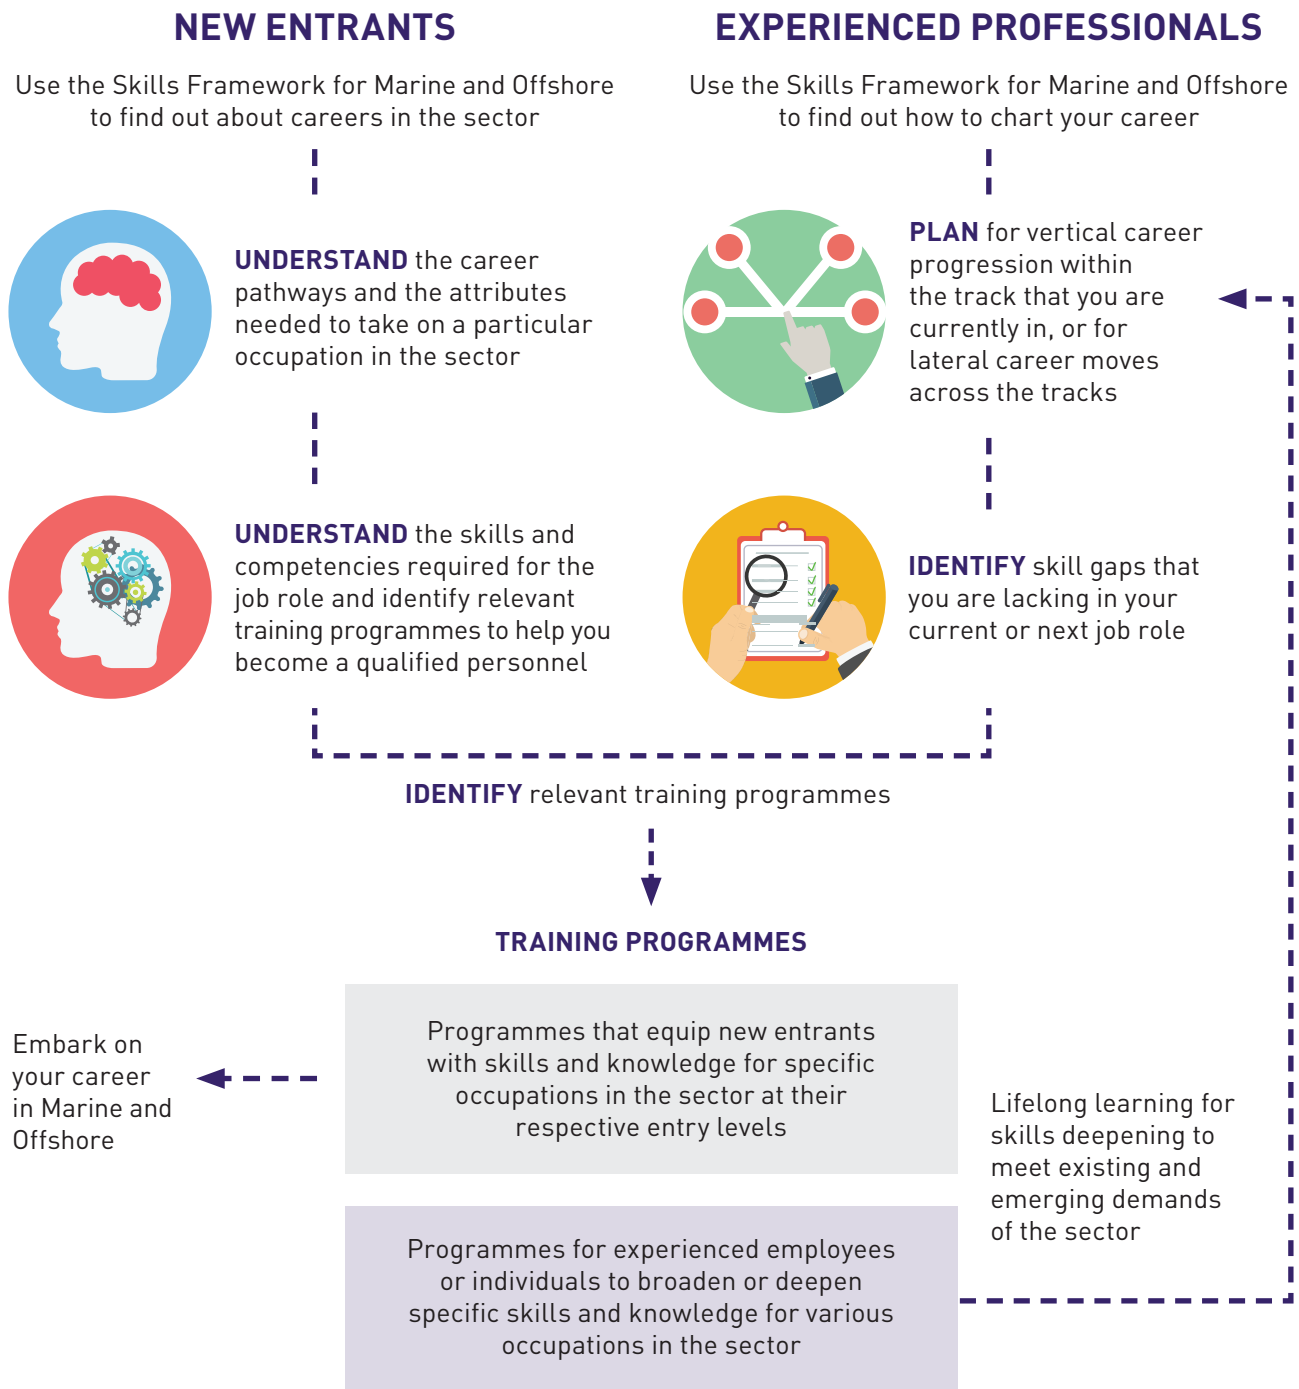 NEW ENTRANTS
Use the Skills Framework for Marine and Offshore
to find out about careers in the sector
UNDERSTAND the career
pathways and the attributes
needed to take on a particular
occupation in the sector
UNDERSTAND the skills and
competencies required for the
job role and identify relevant
training programmes to help you
become a qualified personnel
EXPERIENCED PROFESSIONALS
Use the Skills Framework for Marine and Offshore
to find out how to chart your career
PLAN for vertical career
progression within
the track that you are
currently in, or for
lateral career moves
across the tracks
IDENTIFY skill gaps that
you are lacking in your
current or next job role
IDENTIFY relevant training programmes
TRAINING PROGRAMMES
Programmes that equip new entrants
with skills and knowledge for specific
occupations in the sector at their
respective entry levels
Embark on
your career
in Marine and
Offshore
Programmes for experienced employees
or individuals to broaden or deepen
specific skills and knowledge for various
occupations in the sector
Lifelong learning for
skills deepening to
meet existing and
emerging demands
of the sector